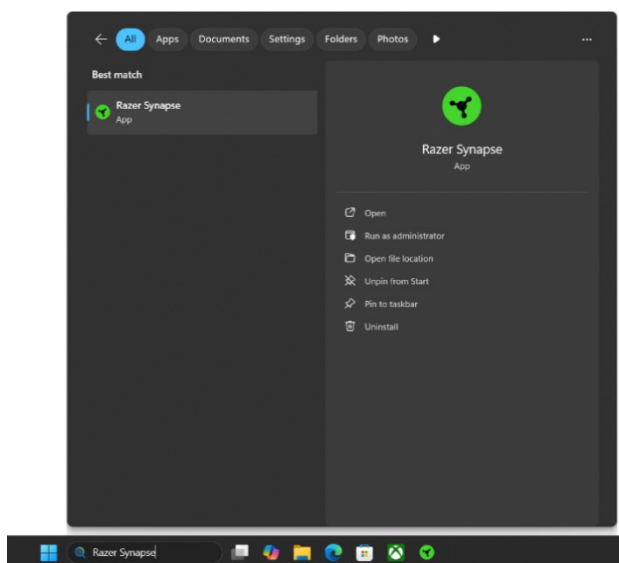 All Apps Documents Settings Folders Photos
Best match
Razer Synapse
App
Razer Synapse
App
Open
Run as administrator
Open file location
Unpin from Start
Pin to taskbar
Uninstall
Razer Synapse